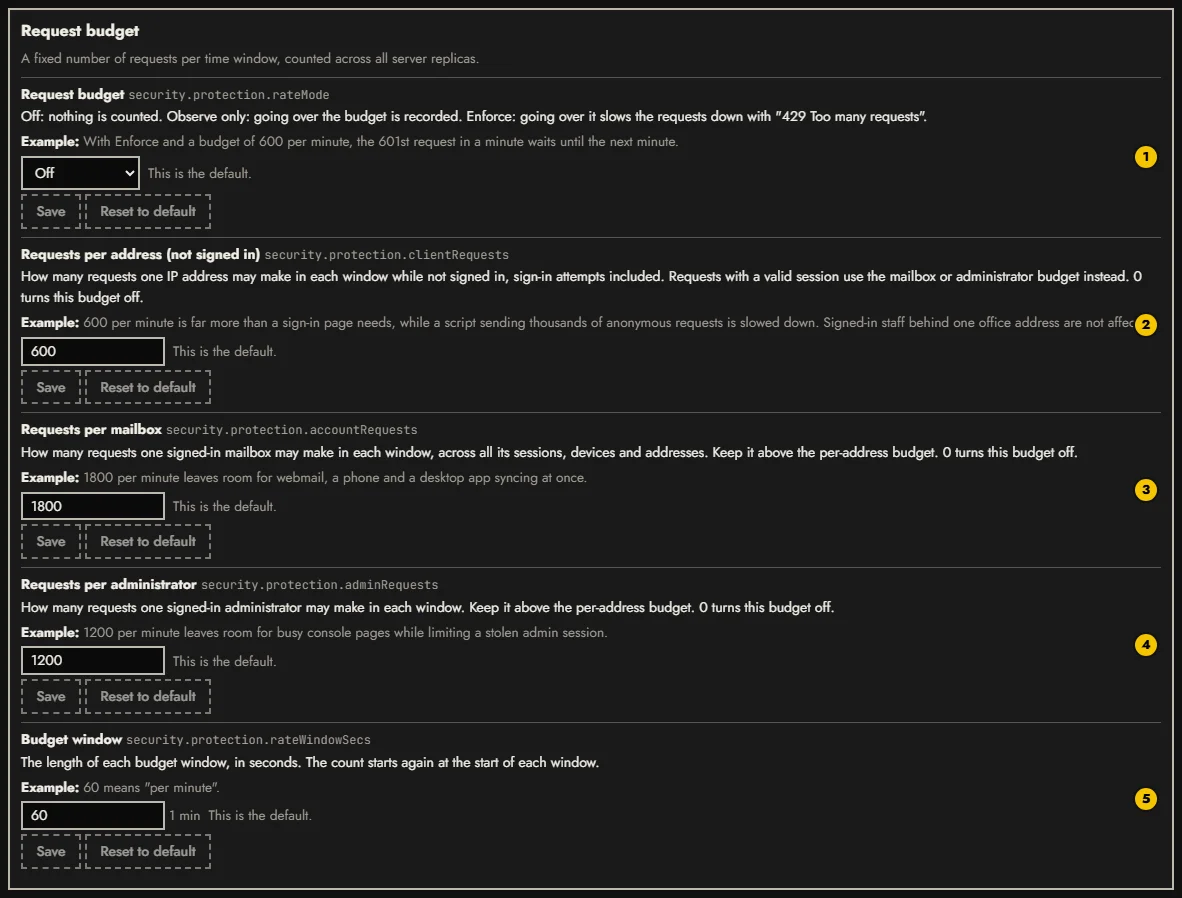 Request budget
A fixed number of requests per time window, counted across all server replicas.
Request budget security.protection.rateMode
Off: nothing is counted. Observe only: going over the budget is recorded. Enforce: going over it slows the requests down with "429 Too many requests".
Example: With Enforce and a budget of 600 per minute, the 601st request in a minute waits until the next minute.
1
Off This is the default.
Save Reset to default
Requests per address (not signed in) security.protection.clientRequests
How many requests one IP address may make in each window while not signed in, sign-in attempts included. Requests with a valid session use the mailbox or administrator budget instead. 0
turns this budget off.
Example: 600 per minute is far more than a sign-in page needs, while a script sending thousands of anonymous requests is slowed down. Signed-in staff behind one office address are not affec
2
600 This is the default.
Save Reset to default
Requests per mailbox security.protection.accountRequests
How many requests one signed-in mailbox may make in each window, across all its sessions, devices and addresses. Keep it above the per-address budget. 0 turns this budget off.
Example: 1800 per minute leaves room for webmail, a phone and a desktop app syncing at once.
3
1800 This is the default.
Save Reset to default
Requests per administrator security.protection.adminRequests
How many requests one signed-in administrator may make in each window. Keep it above the per-address budget. 0 turns this budget off.
Example: 1200 per minute leaves room for busy console pages while limiting a stolen admin session.
4
1200 This is the default.
Save Reset to default
Budget window security.protection.rateWindowSecs
The length of each budget window, in seconds. The count starts again at the start of each window.
Example: 60 means "per minute".
5
60 1 min This is the default.
Save Reset to default